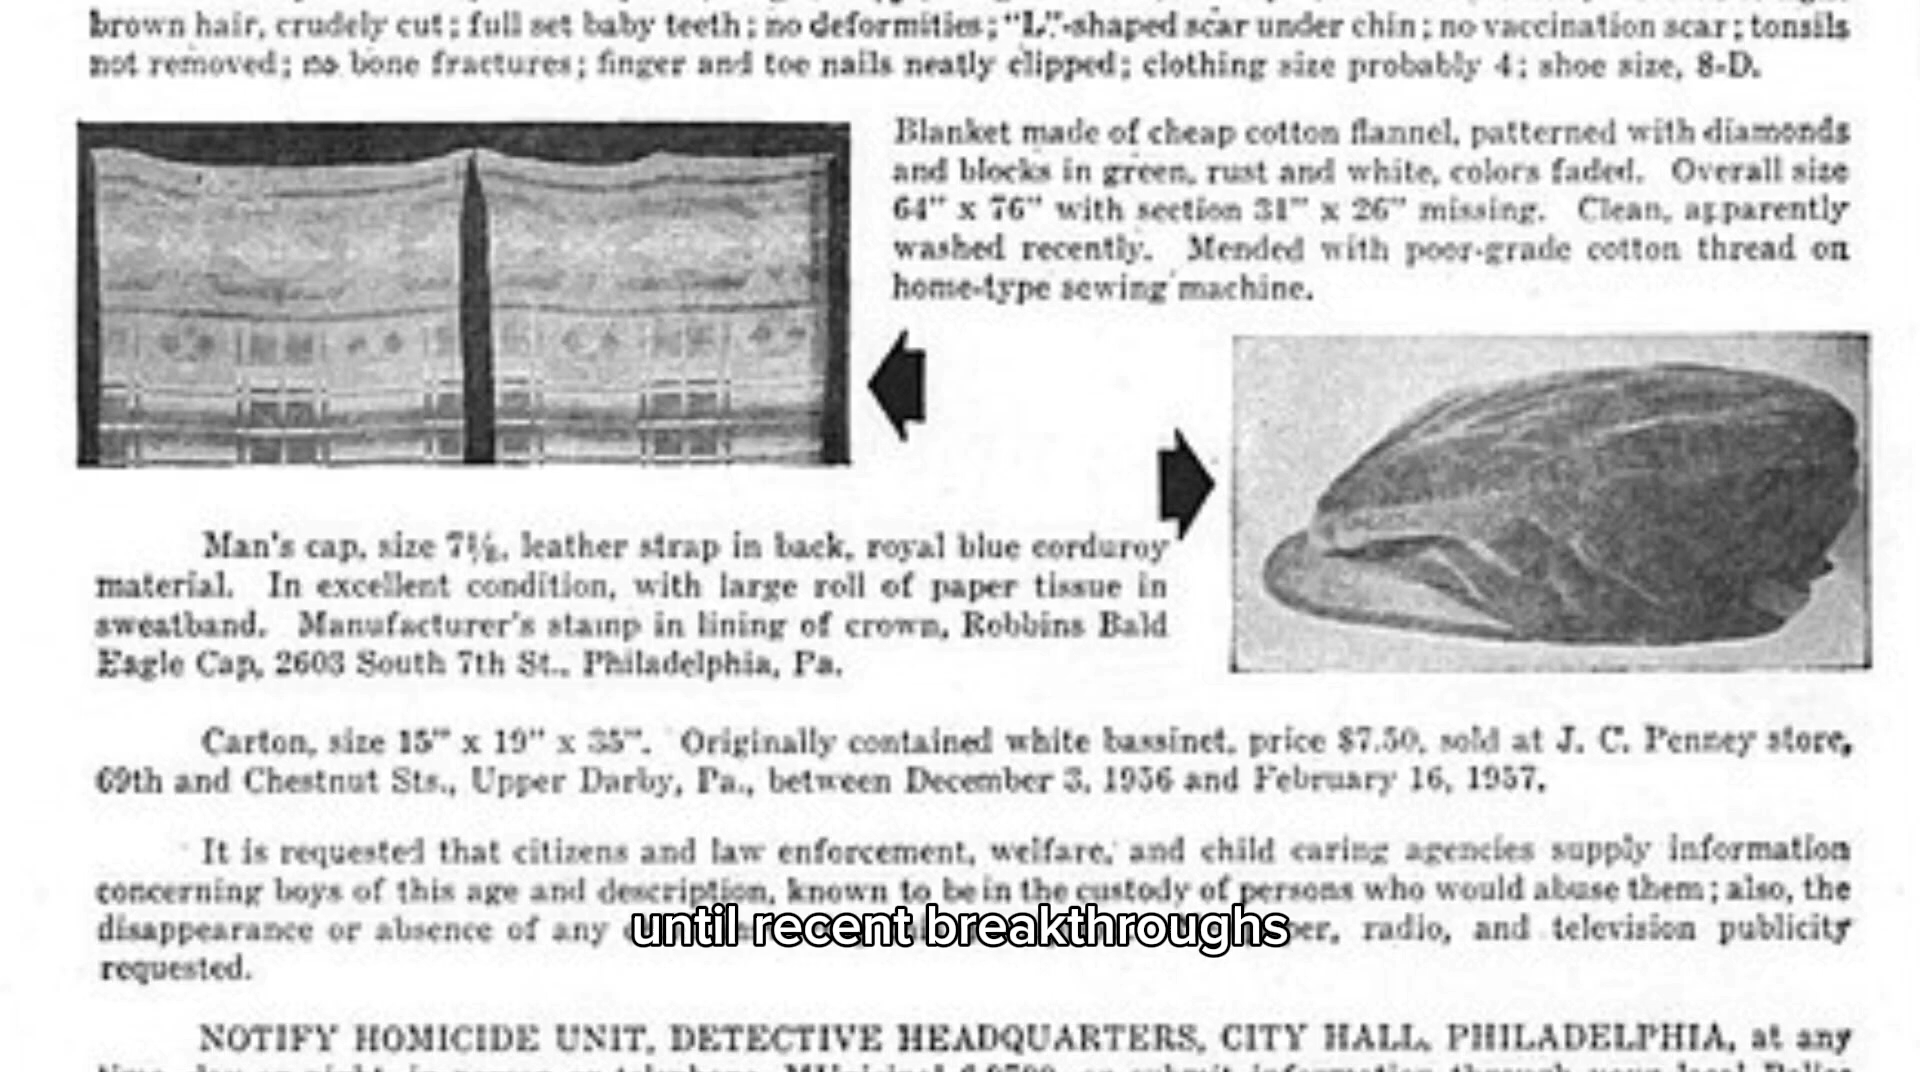 brown hair, crudely cut; full set baby teeth; no deformities; "L"-shaped scar under chin; no vaccination scar; tonsils
not removed; no bone fractures; finger and toe nails neatly clipped; clothing size probably 4; shoe size, 8-D.
Blanket made of cheap cotton flannel, patterned with diamonds
and blocks in green, rust and white, colors faded. Overall size
64" x 76" with section 31" x 26" missing. Clean, apparently
washed recently. Mended with poor-grade cotton thread on
home-type sewing machine.
Man's cap, size 7⅛, leather strap in back, royal blue corduroy
material. In excellent condition, with large roll of paper tissue in
sweatband. Manufacturer's stamp in lining of crown, Robbins Bald
Eagle Cap, 2603 South 7th St., Philadelphia, Pa.
Carton, size 15" x 19" x 35". Originally contained white bassinet, price $7.50, sold at J. C. Penney store,
69th and Chestnut Sts., Upper Darby, Pa., between December 3, 1956 and February 16, 1957.
It is requested that citizens and law enforcement, welfare, and child caring agencies supply information
concerning boys of this age and description, known to be in the custody of persons who would abuse them; also, the
disappearance or absence of any radio, and television publicity
until recent breakthroughs
requested.
NOTIFY HOMICIDE UNIT, DETECTIVE HEADQUARTERS, CITY HALL, PHILADELPHIA, at any